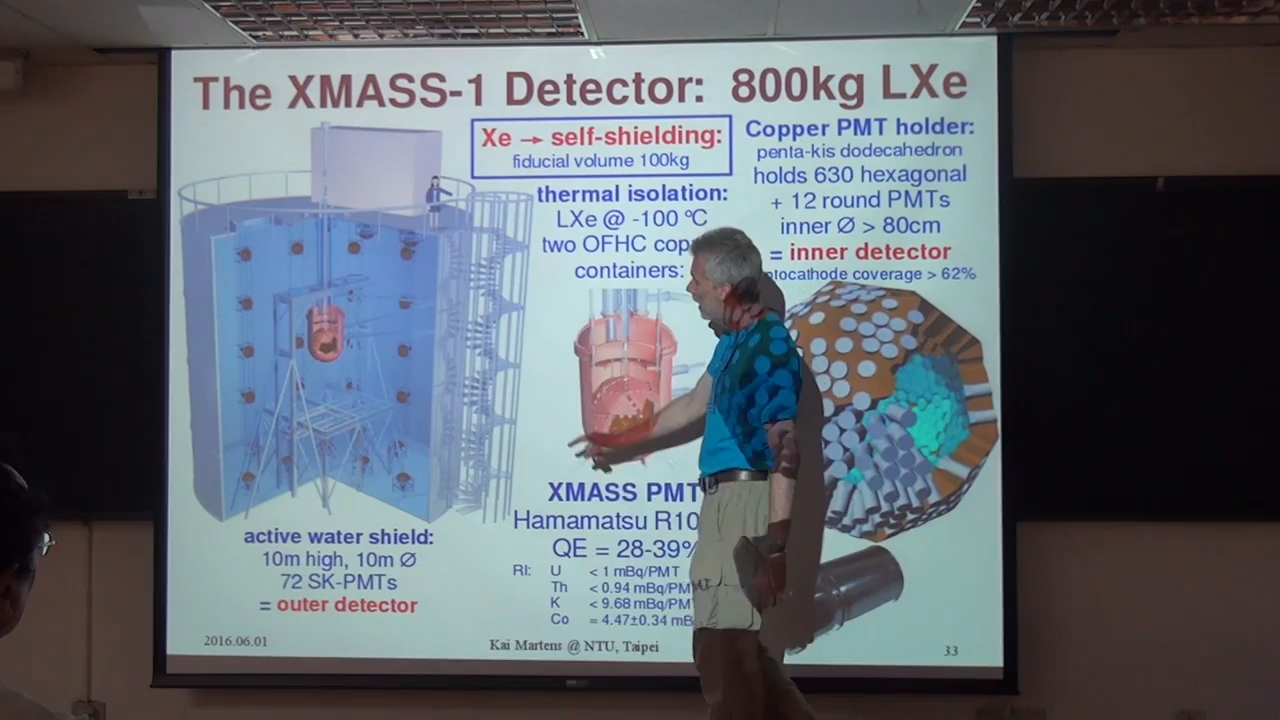 The XMASS-1 Detector: 800kg LXe
Xe → self-shielding:
fiducial volume 100kg
thermal isolation:
LXe @ -100 °C
two OFHC
containers:
Copper PMT holder:
penta-kis dodecahedron
holds 630 hexagonal
+ 12 round PMTs
inner Ø > 80cm
= inner detector
coverage > 62%
XMASS PMT
Hamamatsu
QE = 28-39%
RI: U < 1 mBq/PMT
Th < 0.94 mBq/PMT
K < 9.68 mBq/PMT
Co = 4.47±0.34
active water shield:
10m high, 10m Ø
72 SK-PMTs
= outer detector
2016.06.01
Kai Martens @ NTU, Taipei
33